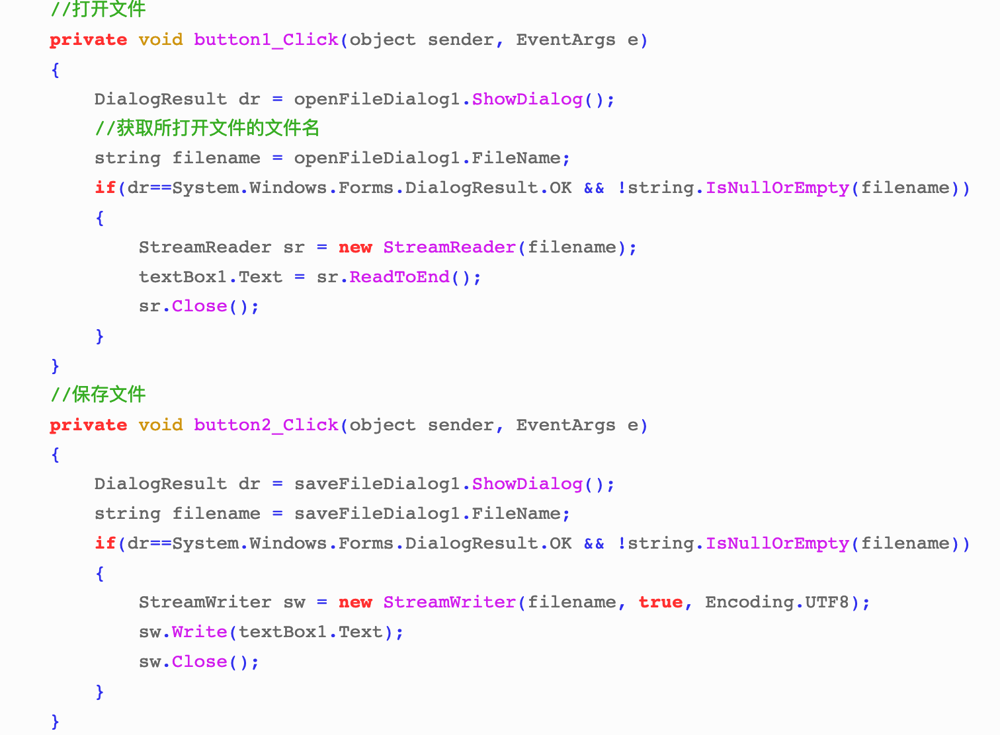 //打开文件
private void button1_Click(object sender, EventArgs e)
{
DialogResult dr = openFileDialog1.ShowDialog();
//获取所打开文件的文件名
string filename = openFileDialog1.FileName;
if(dr==System.Windows.Forms.DialogResult.OK && !string.IsNullOrEmpty(filename))
{
StreamReader sr = new StreamReader(filename);
textBox1.Text = sr.ReadToEnd();
sr.Close();
}
}
//保存文件
private void button2_Click(object sender, EventArgs e)
{
DialogResult dr = saveFileDialog1.ShowDialog();
string filename = saveFileDialog1.FileName;
if(dr==System.Windows.Forms.DialogResult.OK && !string.IsNullOrEmpty(filename))
{
StreamWriter sw = new StreamWriter(filename, true, Encoding.UTF8);
sw.Write(textBox1.Text);
sw.Close();
}
}